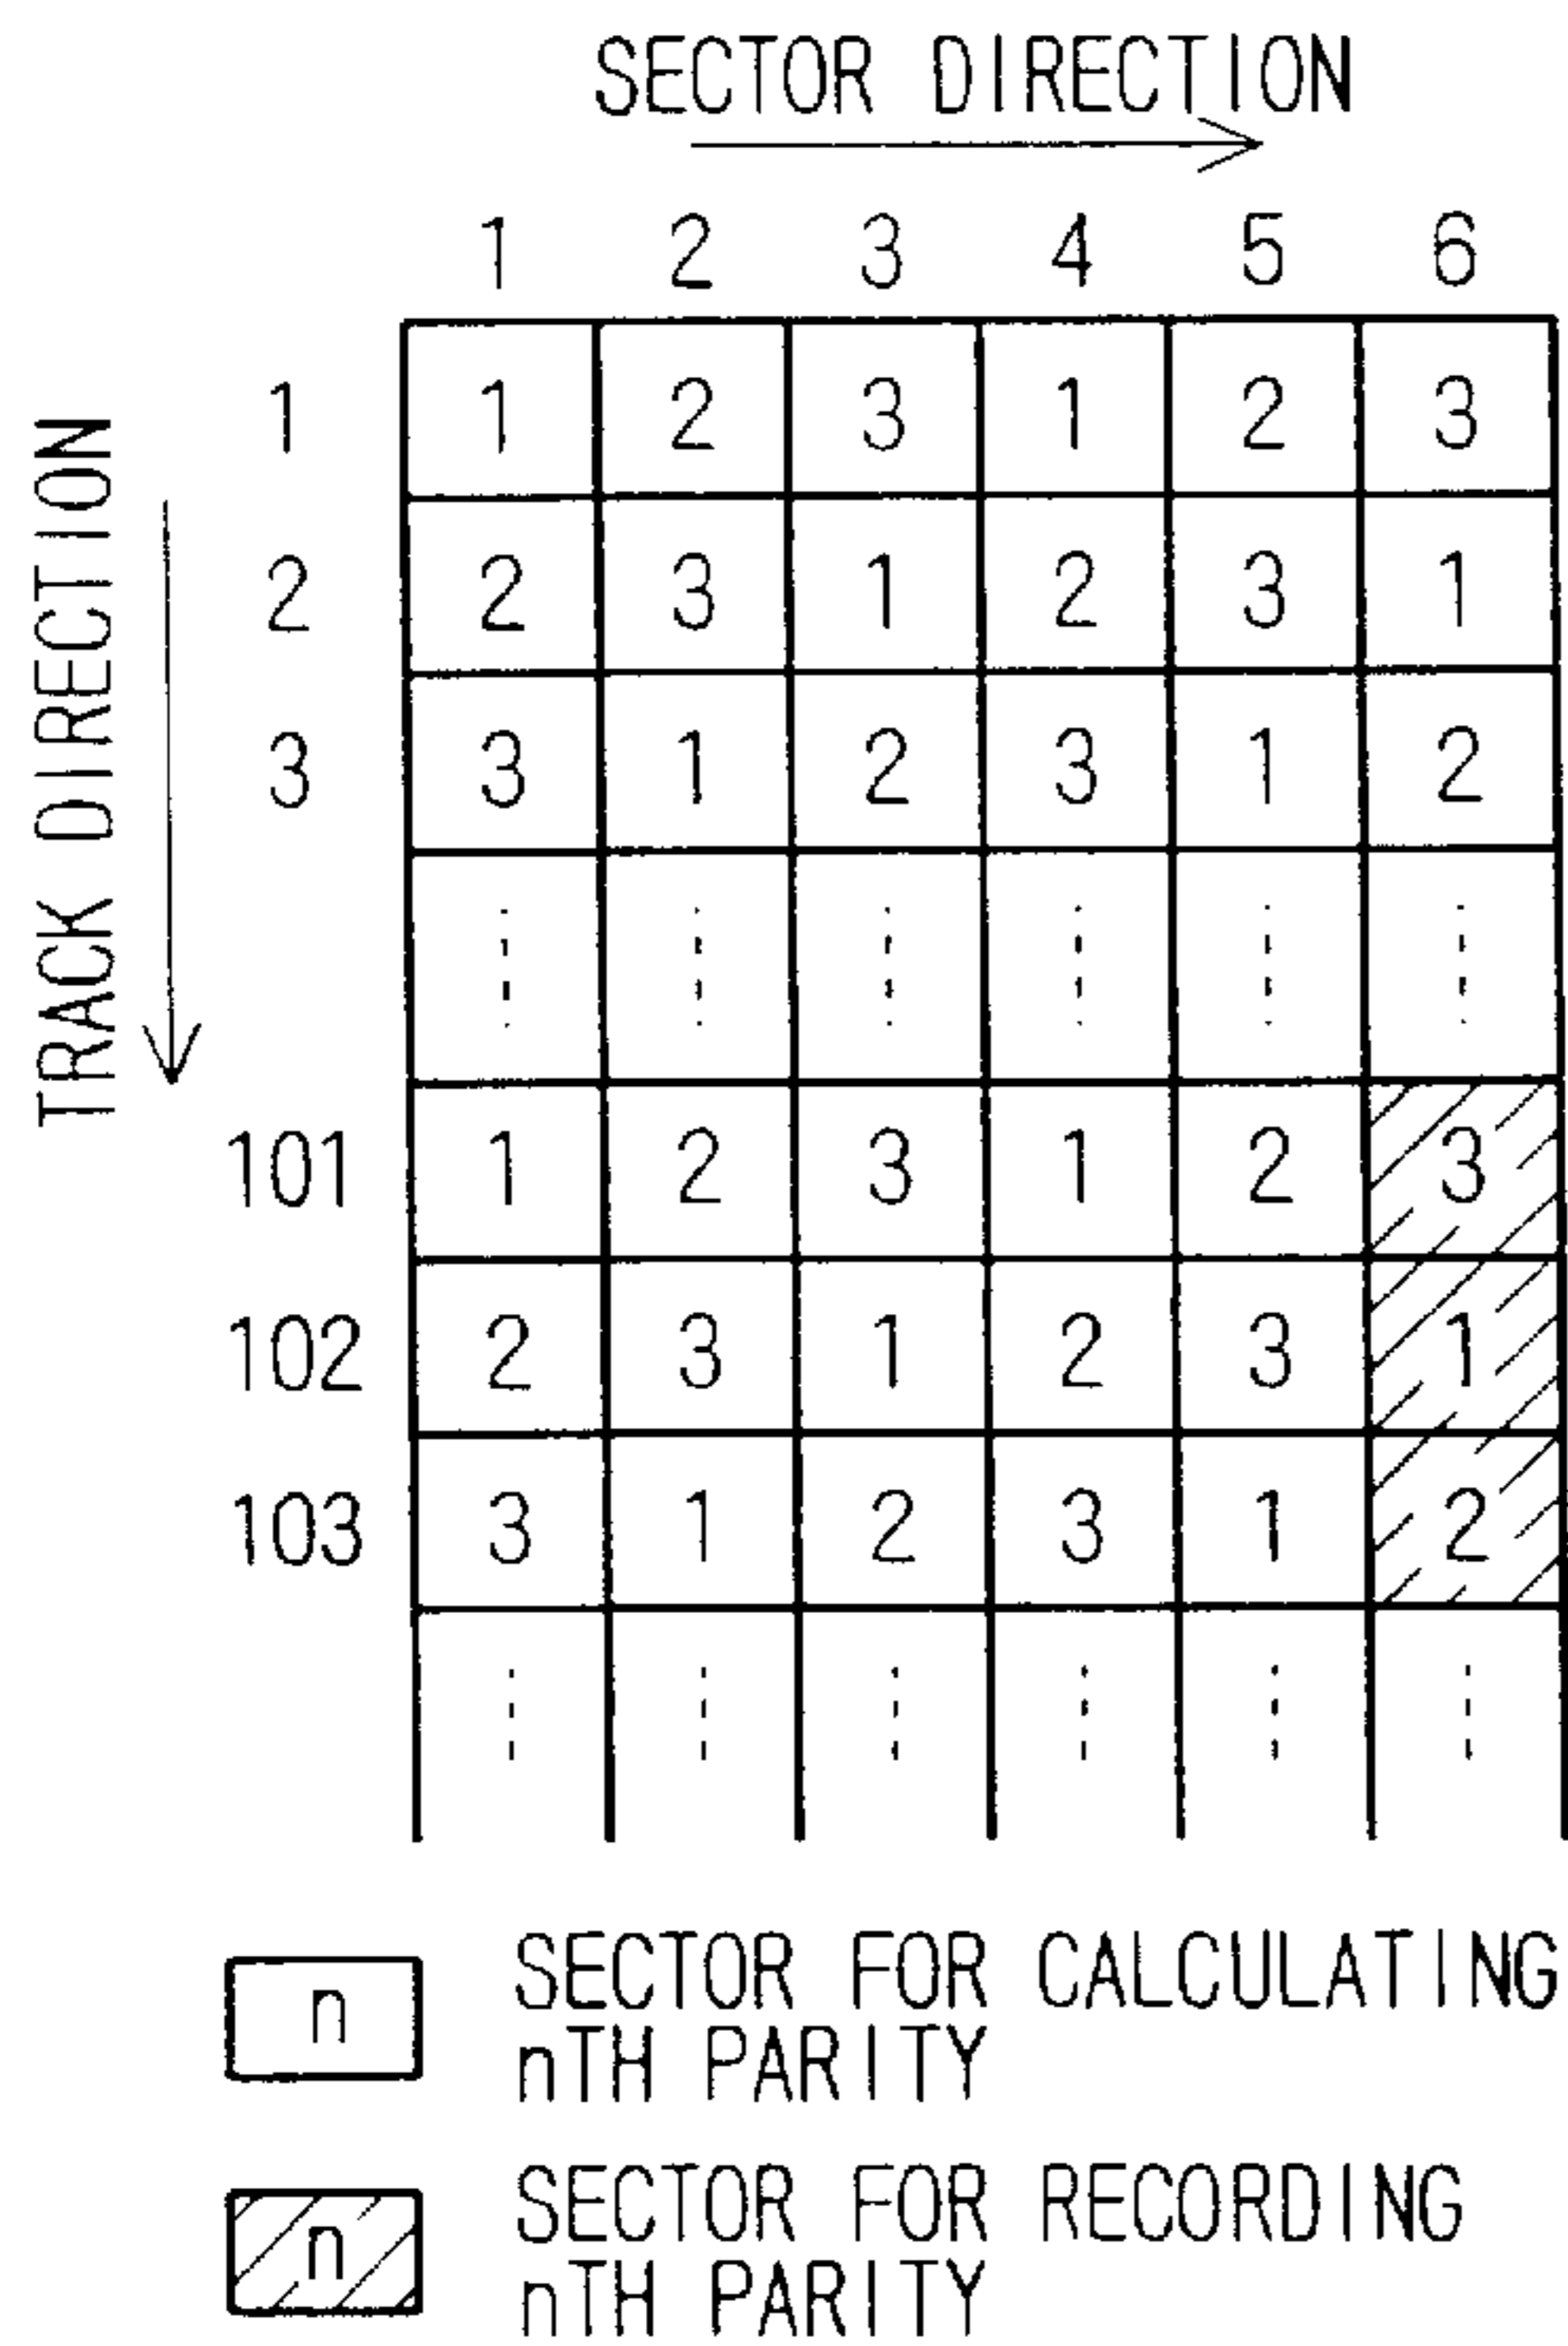 SECTOR DIRECTION
1 2 3 4 5 6
TRACK DIRECTION
1 1 2 3 1 2 3
2 2 3 1 2 3 1
3 3 1 2 3 1 2
101 1 2 3 1 2 3
102 2 3 1 2 3 1
103 3 1 2 3 1 2
n SECTOR FOR CALCULATING
nTH PARITY
n SECTOR FOR RECORDING
nTH PARITY